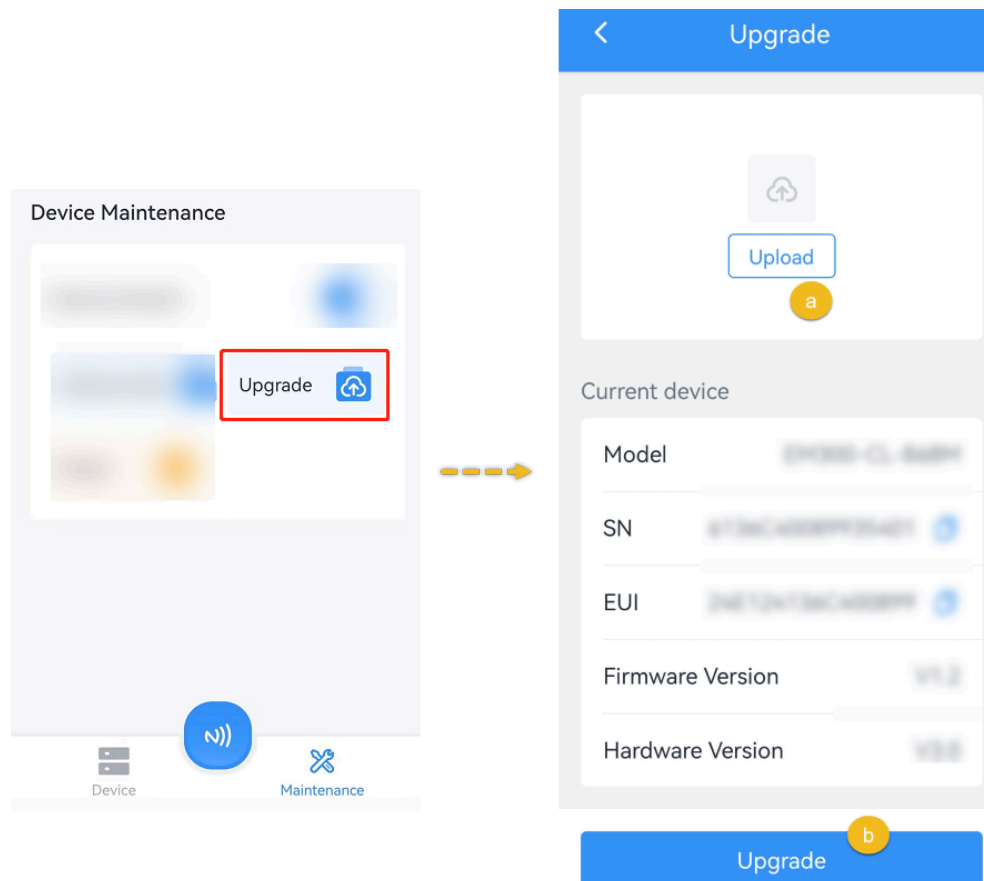 Device Maintenance
Upgrade
Device
Maintenance
Upgrade
Upload
a
Current device
Model
SN
EUI
Firmware Version
Hardware Version
b
Upgrade